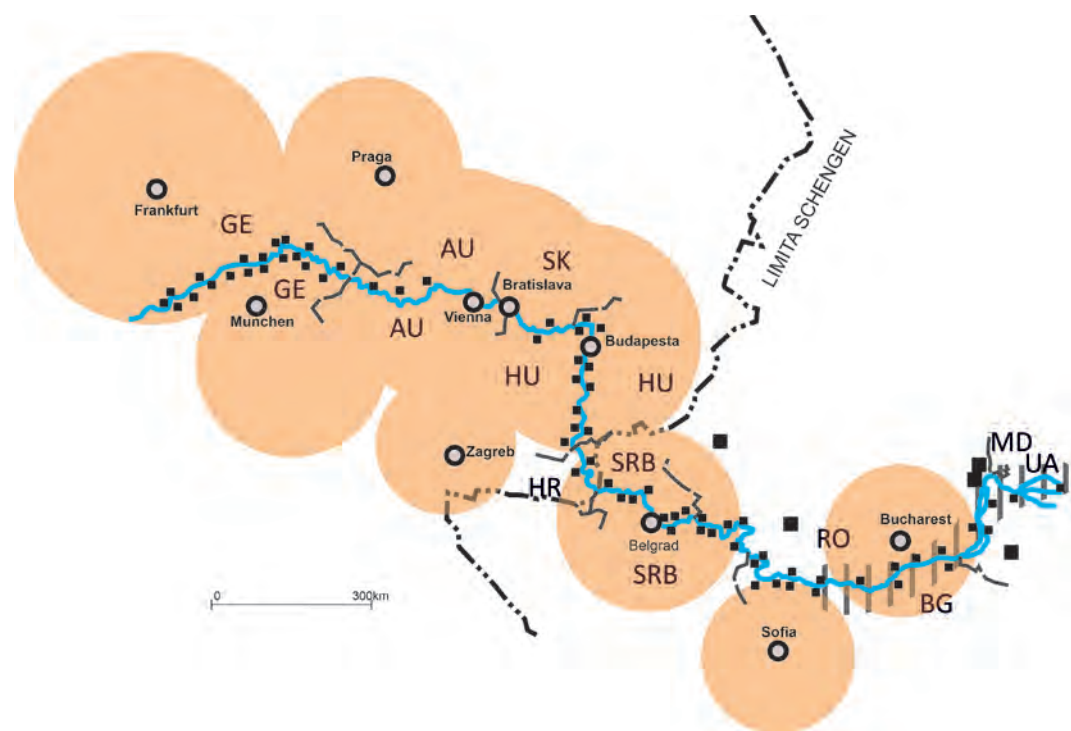 Praga
Frankfurt
GE
GE
Munchen
AU
AU
Vienna
SK
Bratislava
Budapesta
HU
HU
LIMITA SCHENGEN
Zagreb
HR
SRB
Belgrad
SRB
MD
UA
Bucharest
RO
BG
Sofia
0
300km